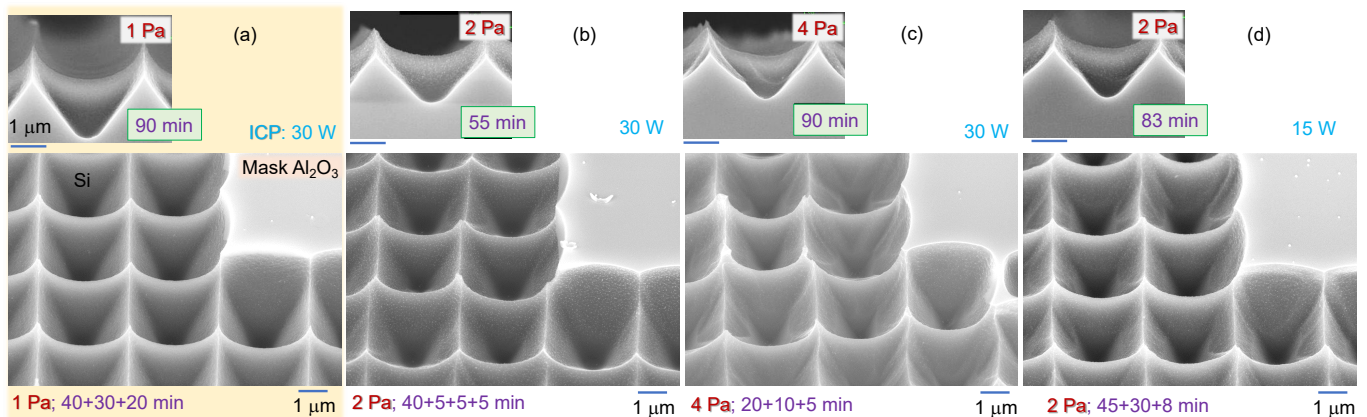 1 Pa
(a)
90 min
1 μm
ICP: 30 W
Si
Mask Al₂O₃
1 Pa; 40+30+20 min
1 μm
2 Pa
(b)
55 min
30 W
2 Pa; 40+5+5+5 min
1 μm
4 Pa
(c)
90 min
30 W
4 Pa; 20+10+5 min
1 μm
2 Pa
(d)
83 min
15 W
2 Pa; 45+30+8 min
1 μm